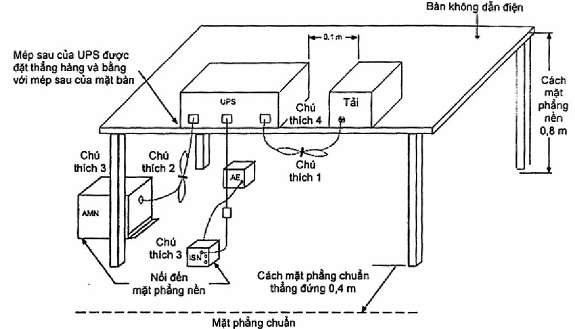 Bàn không dẫn điện
0,1 m
Mép sau của UPS được
đặt thẳng hàng và bằng
với mép sau của mặt bàn
UPS
Chú
thích 4
Tải
Cách
mặt
phẳng
nền
0,8 m
Chú
thích 3
Chú
thích 2
Chú
thích 1
AE
AMN
Chú
thích 3
ISN
Nối đến
mặt phẳng nền
Cách mặt phẳng chuẩn
thẳng đứng 0,4 m
Mặt phẳng chuẩn